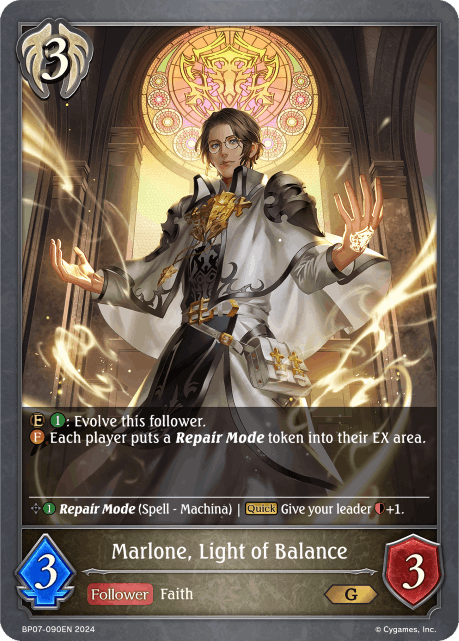 3
E 1: Evolve this follower.
F Each player puts a Repair Mode token into their EX area.
1 Repair Mode (Spell - Machina) | Quick Give your leader +1.
Marlone, Light of Balance
3
Follower Faith
G
3
BP07-090EN 2024
© Cygames, Inc.